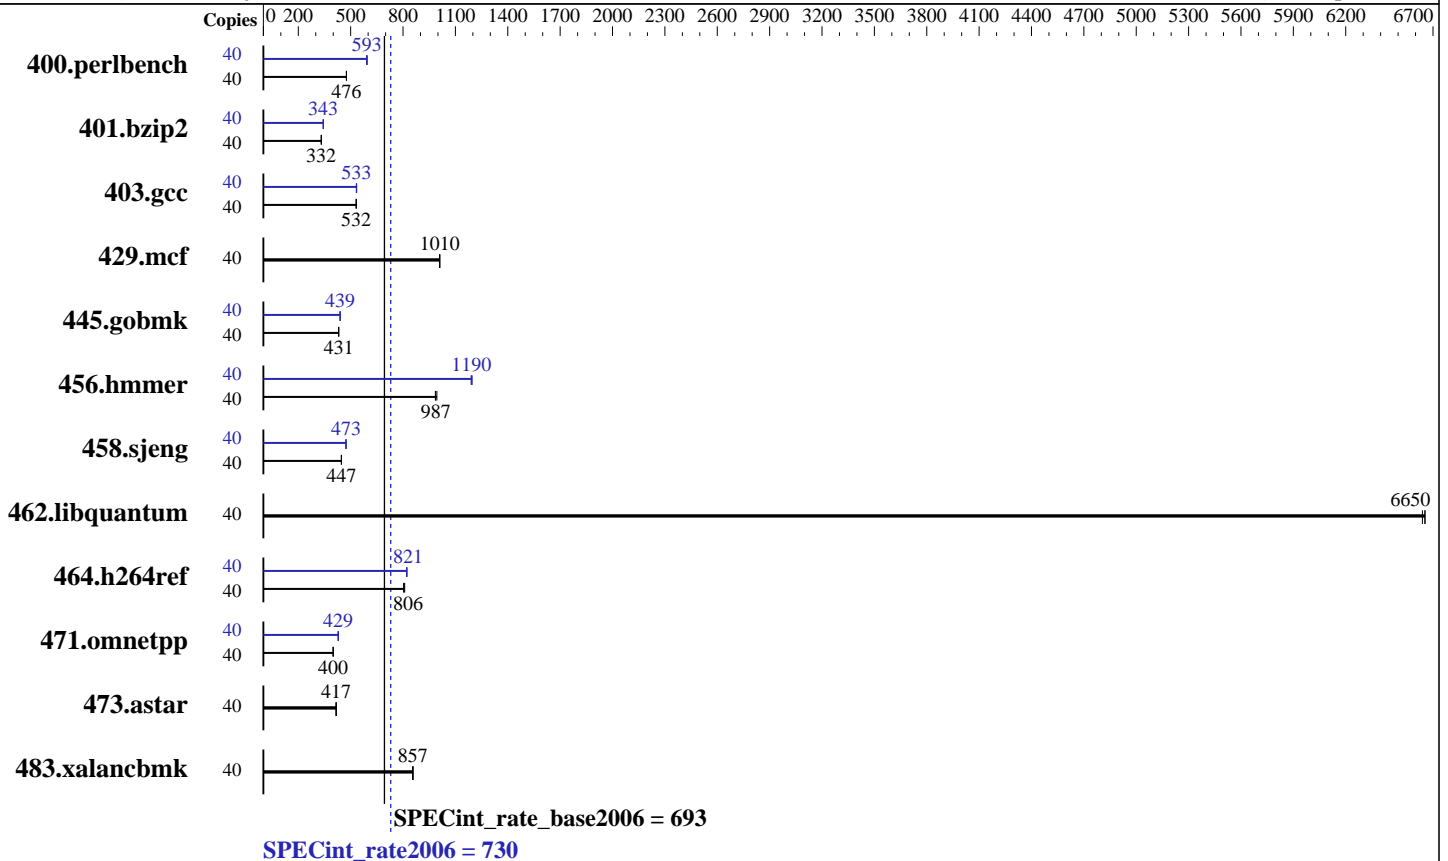 Copies 0 200 500 800 1100 1400 1700 2000 2300 2600 2900 3200 3500 3800 4100 4400 4700 5000 5300 5600 5900 6200 6700
400.perlbench 40 593
40 476
401.bzip2 40 343
40 332
403.gcc 40 533
40 532
429.mcf 40 1010
445.gobmk 40 439
40 431
456.hmmer 40 1190
40 987
458.sjeng 40 473
40 447
462.libquantum 40 6650
464.h264ref 40 821
40 806
471.omnetpp 40 429
40 400
473.astar 40 417
483.xalancbmk 40 857
SPECint_rate_base2006 = 693
SPECint_rate2006 = 730